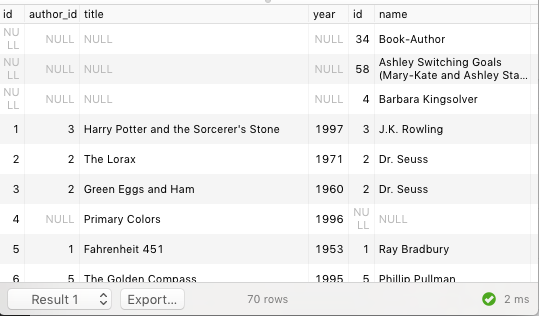 id author_id title year id name
NULL NULL NULL NULL 34 Book-Author
NULL NULL NULL NULL 58 Ashley Switching Goals
(Mary-Kate and Ashley Sta...
NULL NULL NULL NULL 4 Barbara Kingsolver
1 3 Harry Potter and the Sorcerer's Stone 1997 3 J.K. Rowling
2 2 The Lorax 1971 2 Dr. Seuss
3 2 Green Eggs and Ham 1960 2 Dr. Seuss
4 NULL Primary Colors 1996 NULL NULL
5 1 Fahrenheit 451 1953 1 Ray Bradbury
6 5 The Golden Compass 1995 5 Phillip Pullman
Result 1 Export... 70 rows 2 ms